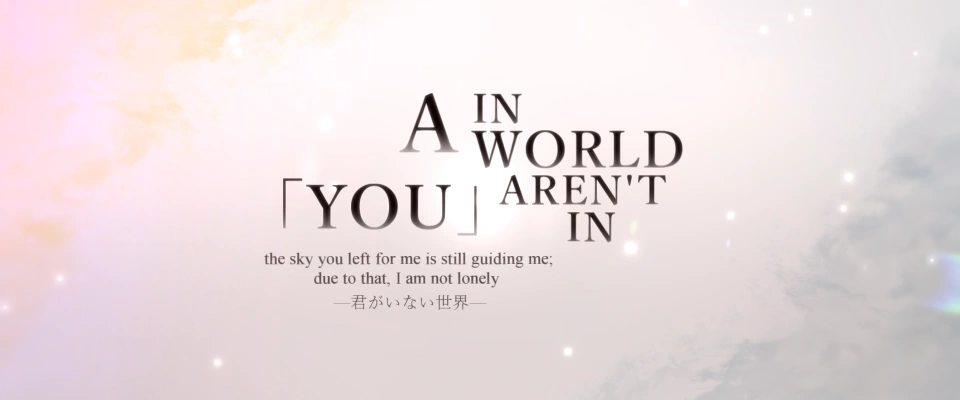 IN
A WORLD
「YOU」 AREN'T
IN
the sky you left for me is still guiding me;
due to that, I am not lonely
—君がいない世界—